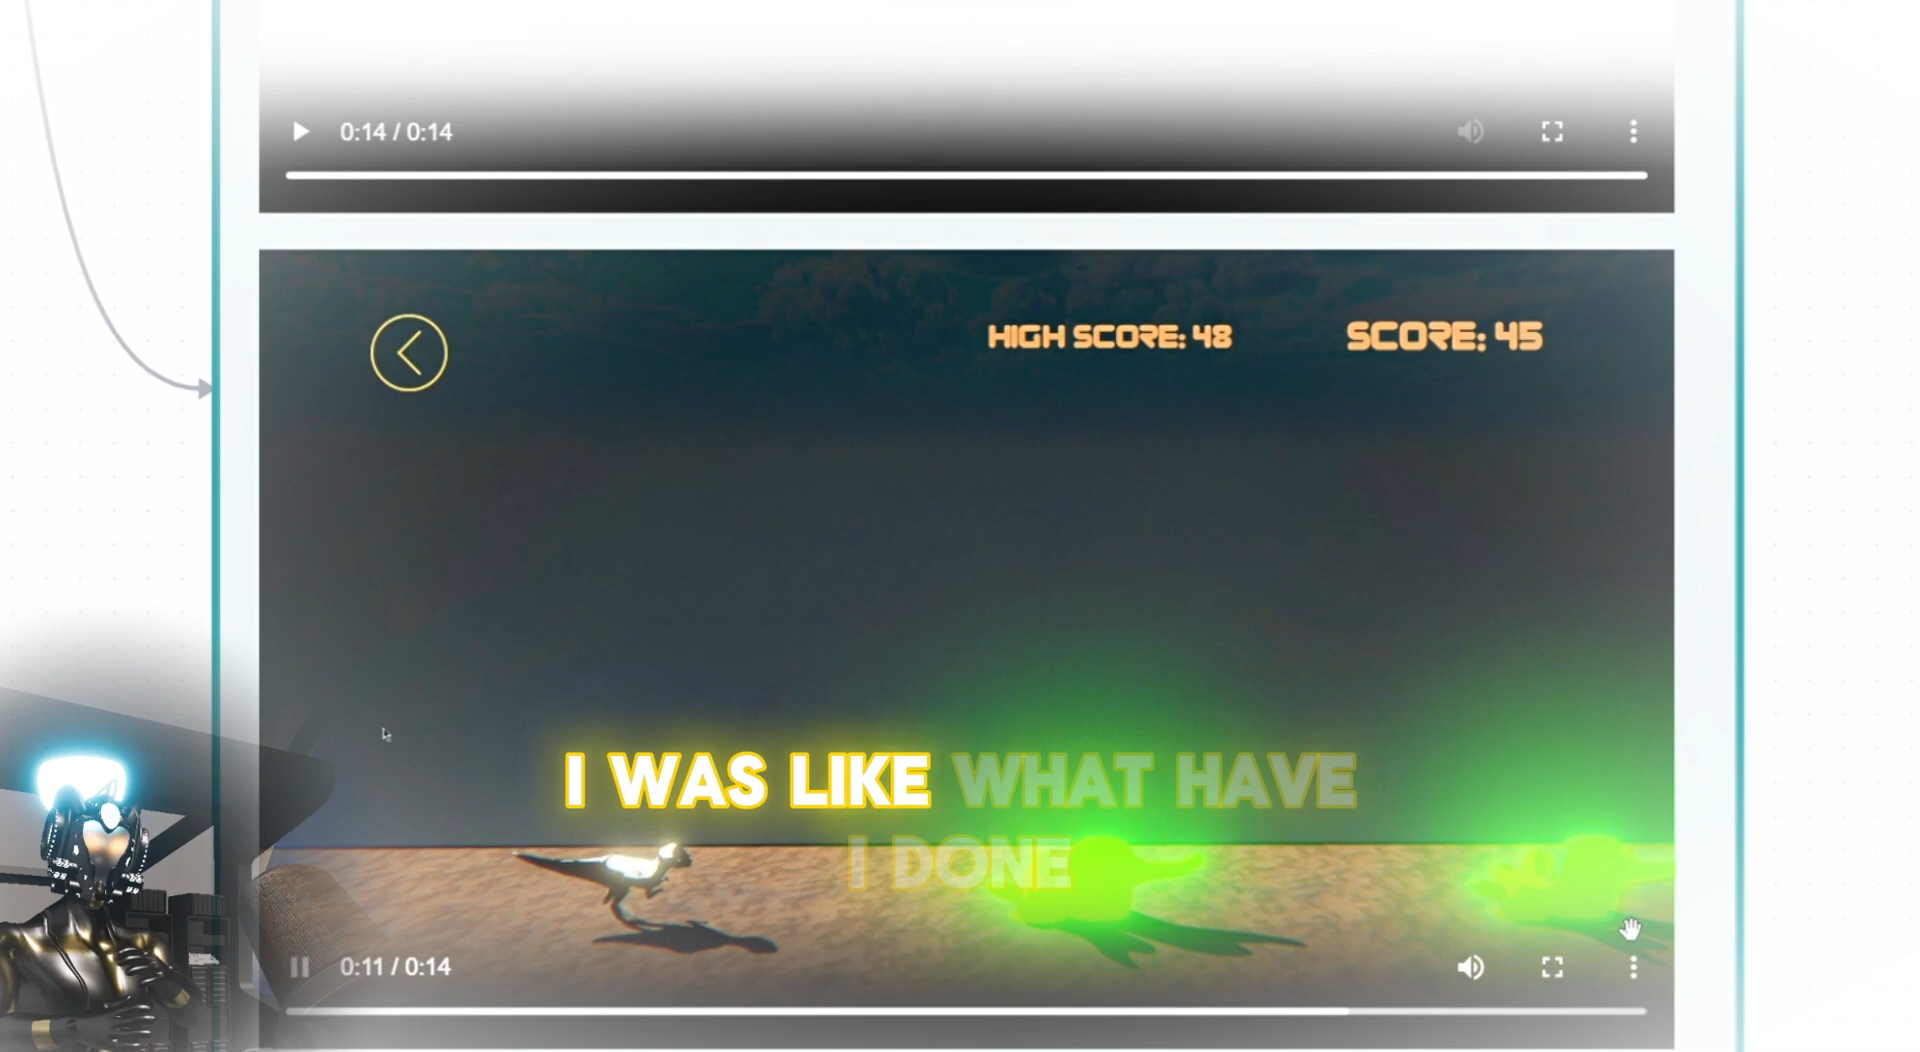 0:14 / 0:14
HIGH SCORE: 48
SCORE: 45
I WAS LIKE WHAT HAVE
I DONE
0:11 / 0:14